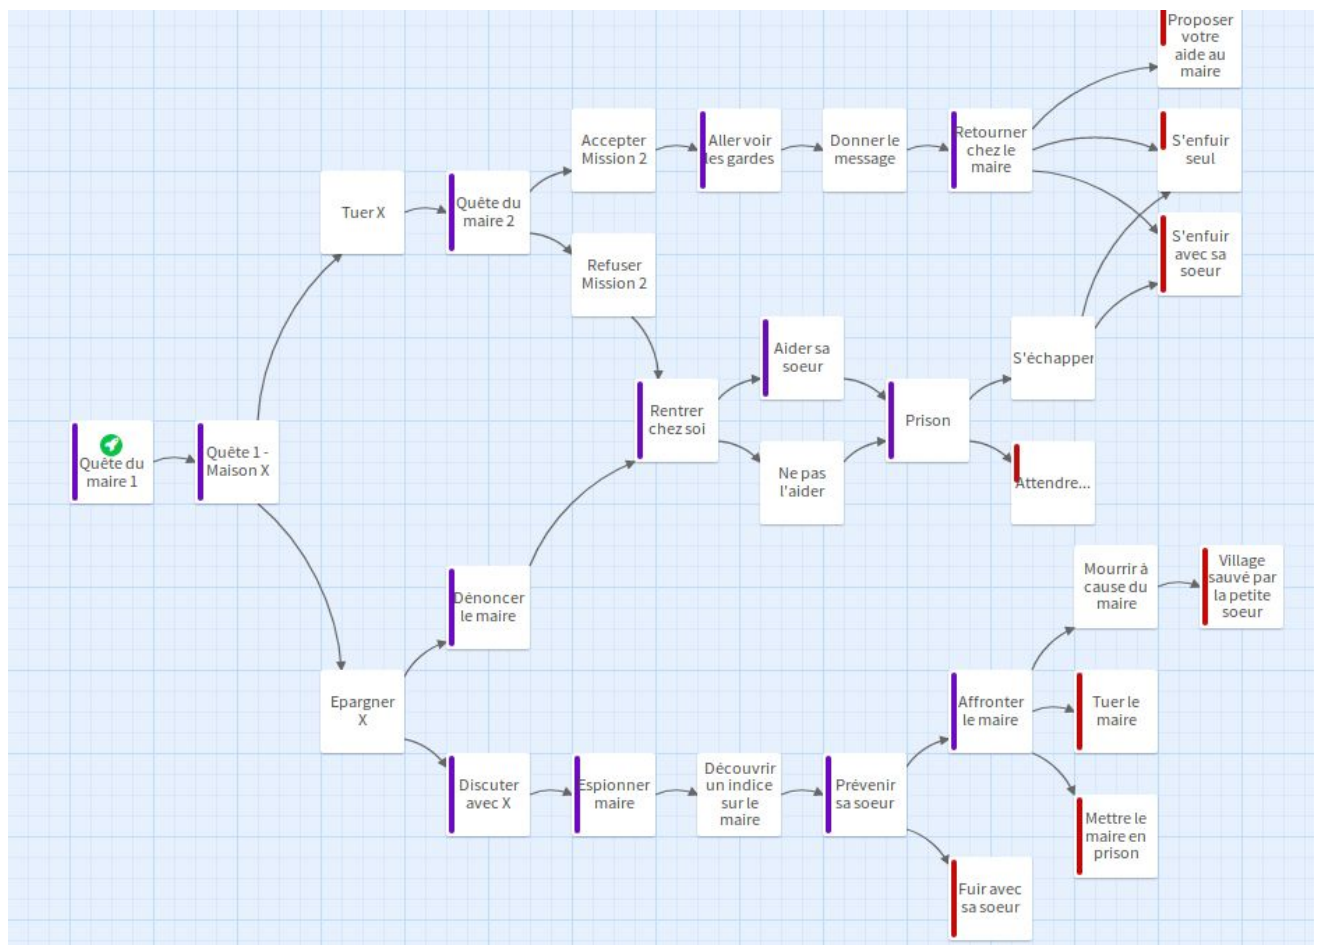 Proposer
votre
aide au
maire
Accepter
Mission 2
Aller voir
les gardes
Donner le
message
Retourner
chez le
maire
S'enfuir
seul
Tuer X
Quête du
maire 2
S'enfuir
avec sa
soeur
Refuser
Mission 2
Aider sa
soeur
S'échapper
Rentrer
chez soi
Prison
Quête du
maire 1
Quête 1 -
Maison X
Ne pas
l'aider
Attendre...
Dénoncer
le maire
Mourrir à
cause du
maire
Village
sauvé par
la petite
soeur
Epargner
X
Affronter
le maire
Tuer le
maire
Discuter
avec X
Espionner
maire
Découvrir
un indice
sur le
maire
Prévenir
sa soeur
Mettre le
maire en
prison
Fuir avec
sa soeur